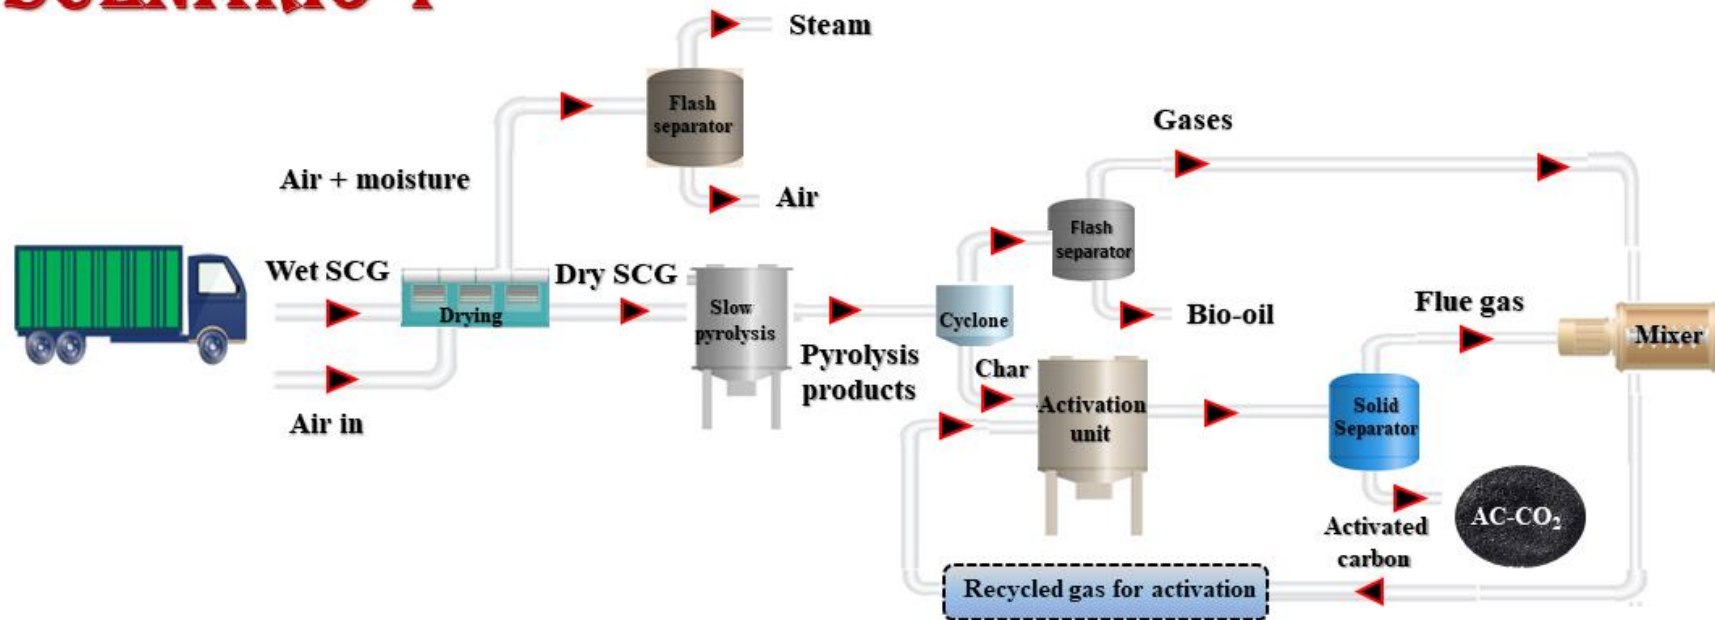 SCENARIO 1
Steam
Flash
separator
Air + moisture
Air
Wet SCG
Drying
Dry SCG
Slow
pyrolysis
Air in
Pyrolysis
products
Cyclone
Flash
separator
Gases
Bio-oil
Char
Activation
unit
Flue gas
Mixer
Solid
Separator
Activated
carbon
AC-CO₂
Recycled gas for activation